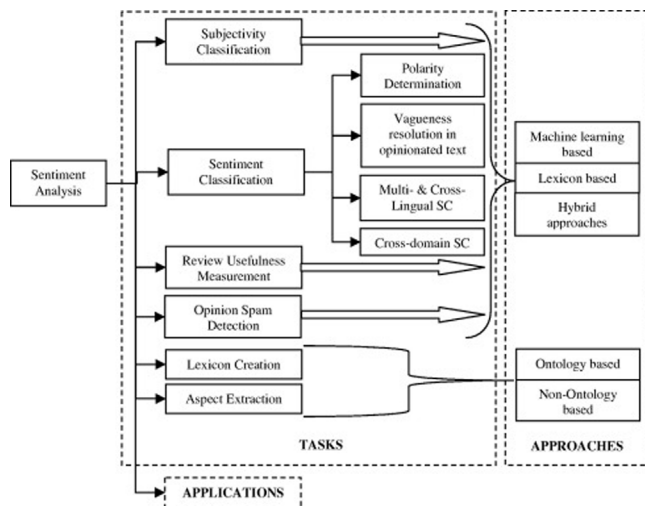 Subjectivity
Classification
Polarity
Determination
Vagueness
resolution in
opinionated text
Machine learning
based
Sentiment
Analysis
Sentiment
Classification
Lexicon based
Multi- & Cross-
Lingual SC
Hybrid
approaches
Cross-domain SC
Review Usefulness
Measurement
Opinion Spam
Detection
Lexicon Creation
Ontology based
Aspect Extraction
Non-Ontology
based
TASKS
APPROACHES
APPLICATIONS